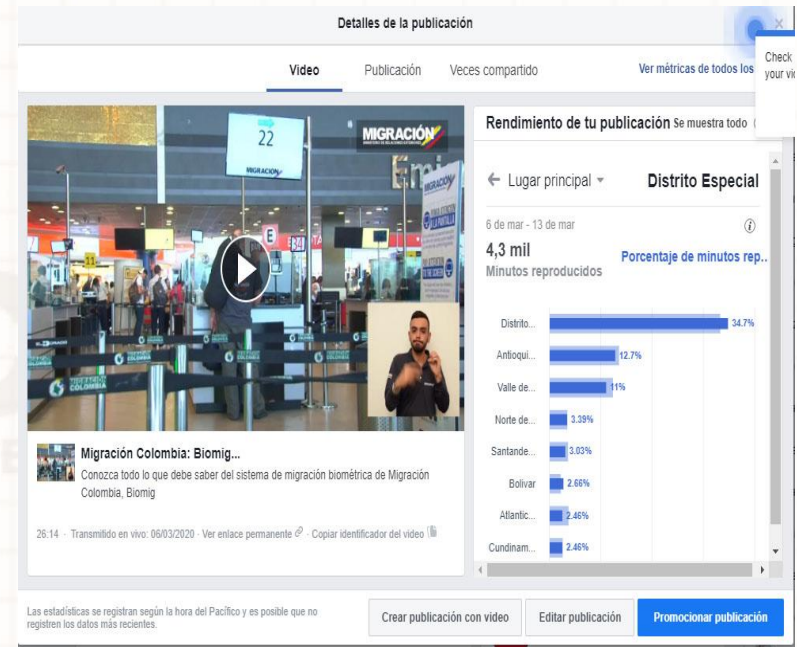 Detalles de la publicación
Video
Publicación
Veces compartido
Ver métricas de todos los
Check
your vi
22
MIGRACIÓN
MIGRACIÓN
E
34
11
Migración Colombia: Biomig...
Conozca todo lo que debe saber del sistema de migración biométrica de Migración
Colombia, Biomig
26:14 · Transmitido en vivo: 06/03/2020 · Ver enlace permanente · Copiar identificador del video
Rendimiento de tu publicación Se muestra todo
Lugar principal
Distrito Especial
6 de mar - 13 de mar
4,3 mil
Minutos reproducidos
Porcentaje de minutos rep..
Distrito... 34.7%
Antioqui... 12.7%
Valle de... 11%
Norte de... 3.39%
Santande... 3.03%
Bolivar 2.66%
Atlantic... 2.46%
Cundinam... 2.46%
Las estadísticas se registran según la hora del Pacífico y es posible que no
registren los datos más recientes.
Crear publicación con video
Editar publicación
Promocionar publicación